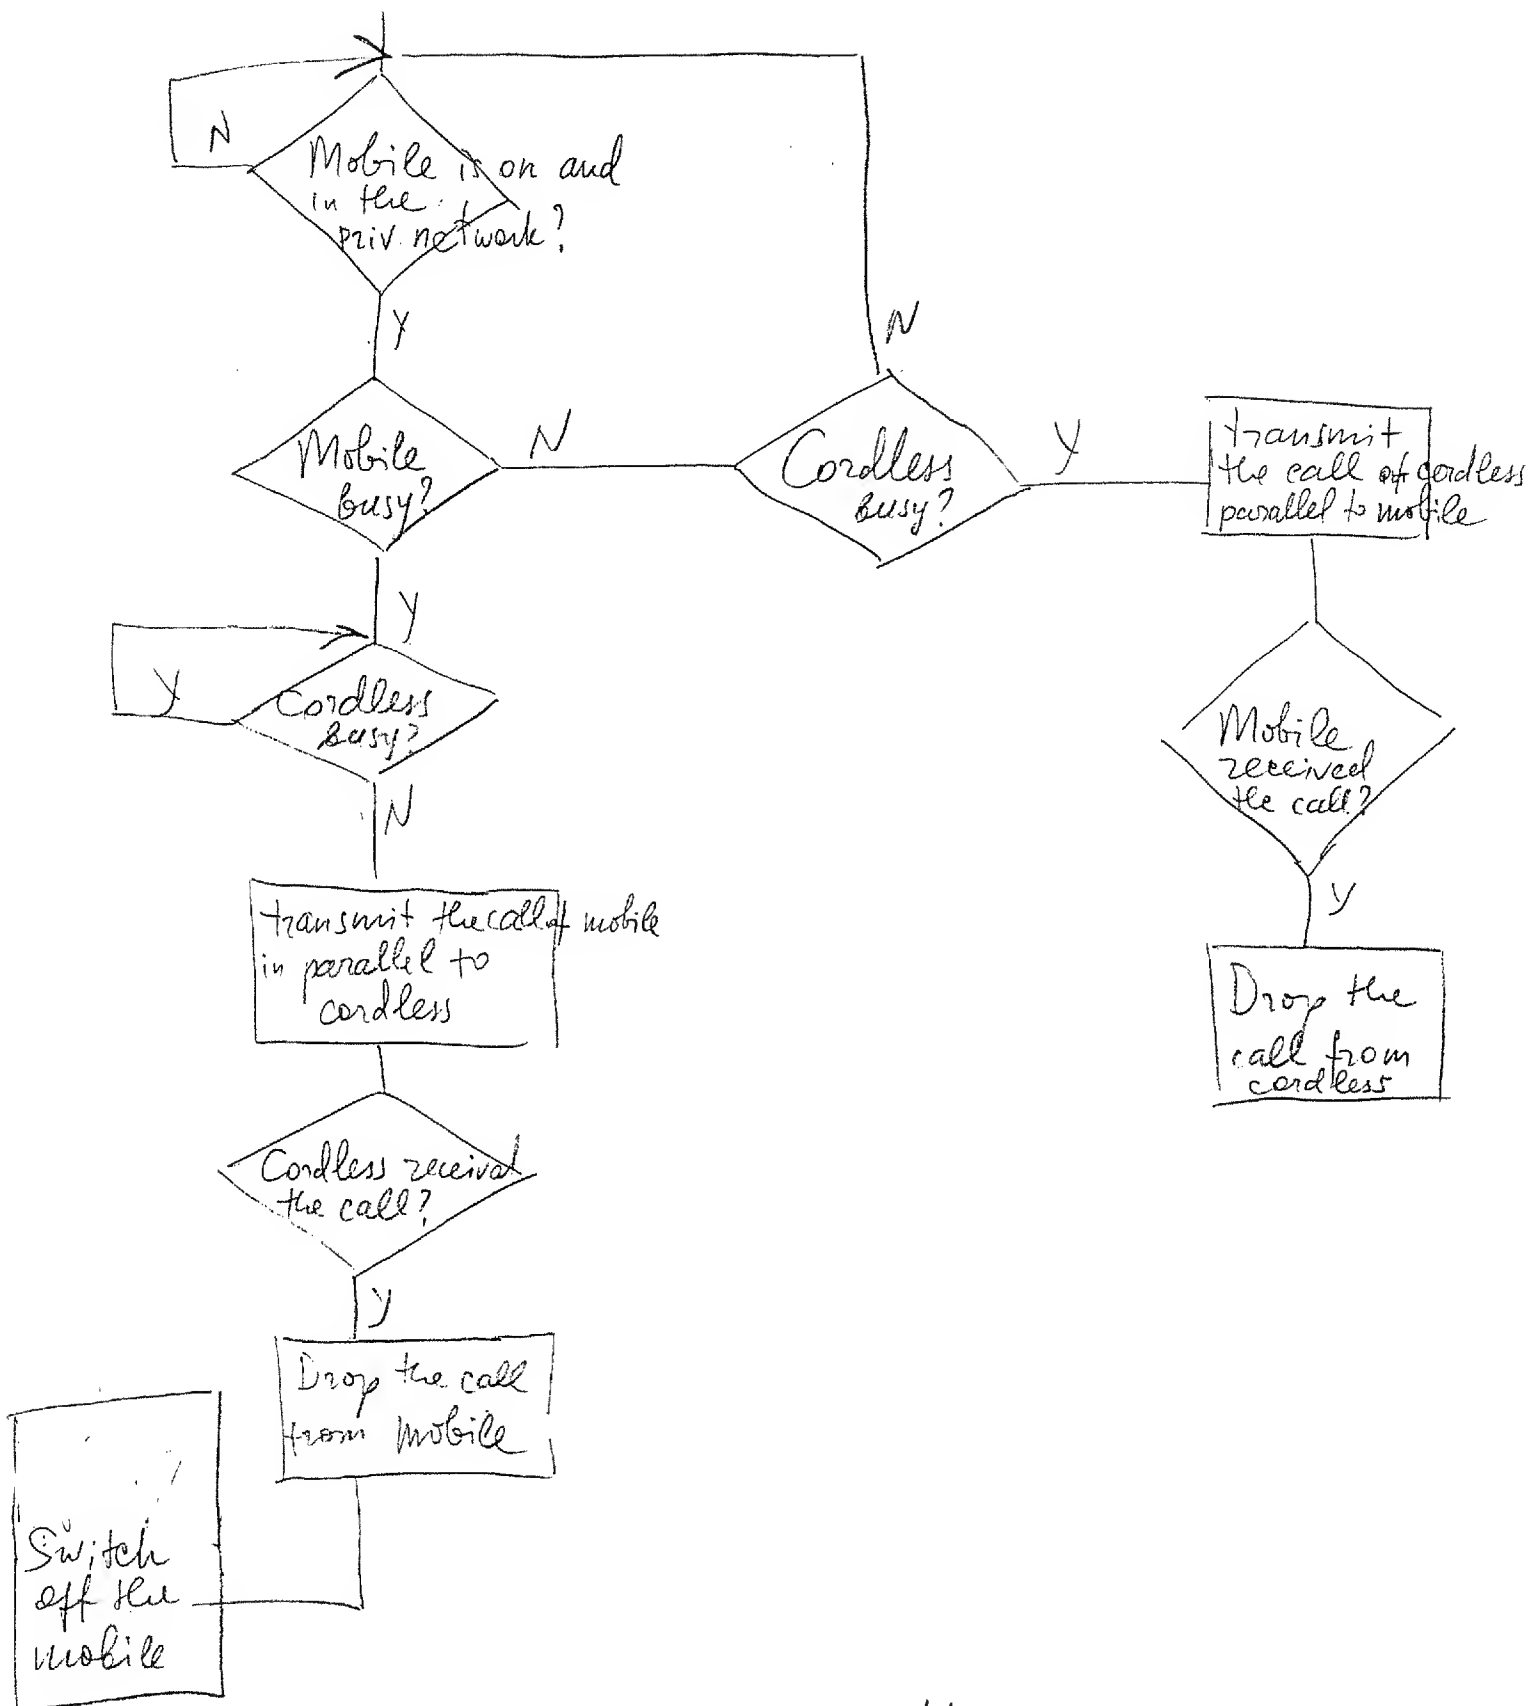 N
Mobile is on and
in the
priv. network?
Y
N
Mobile
busy?
N
Cordless
busy?
Y
transmit
the call of cordless
parallel to mobile
Y
Y
Cordless
busy?
N
Mobile
received
the call?
Y
transmit the call of mobile
in parallel to
cordless
Drop the
call from
cordless
Cordless received
the call?
Y
Drop the call
from mobile
Switch
off the
mobile